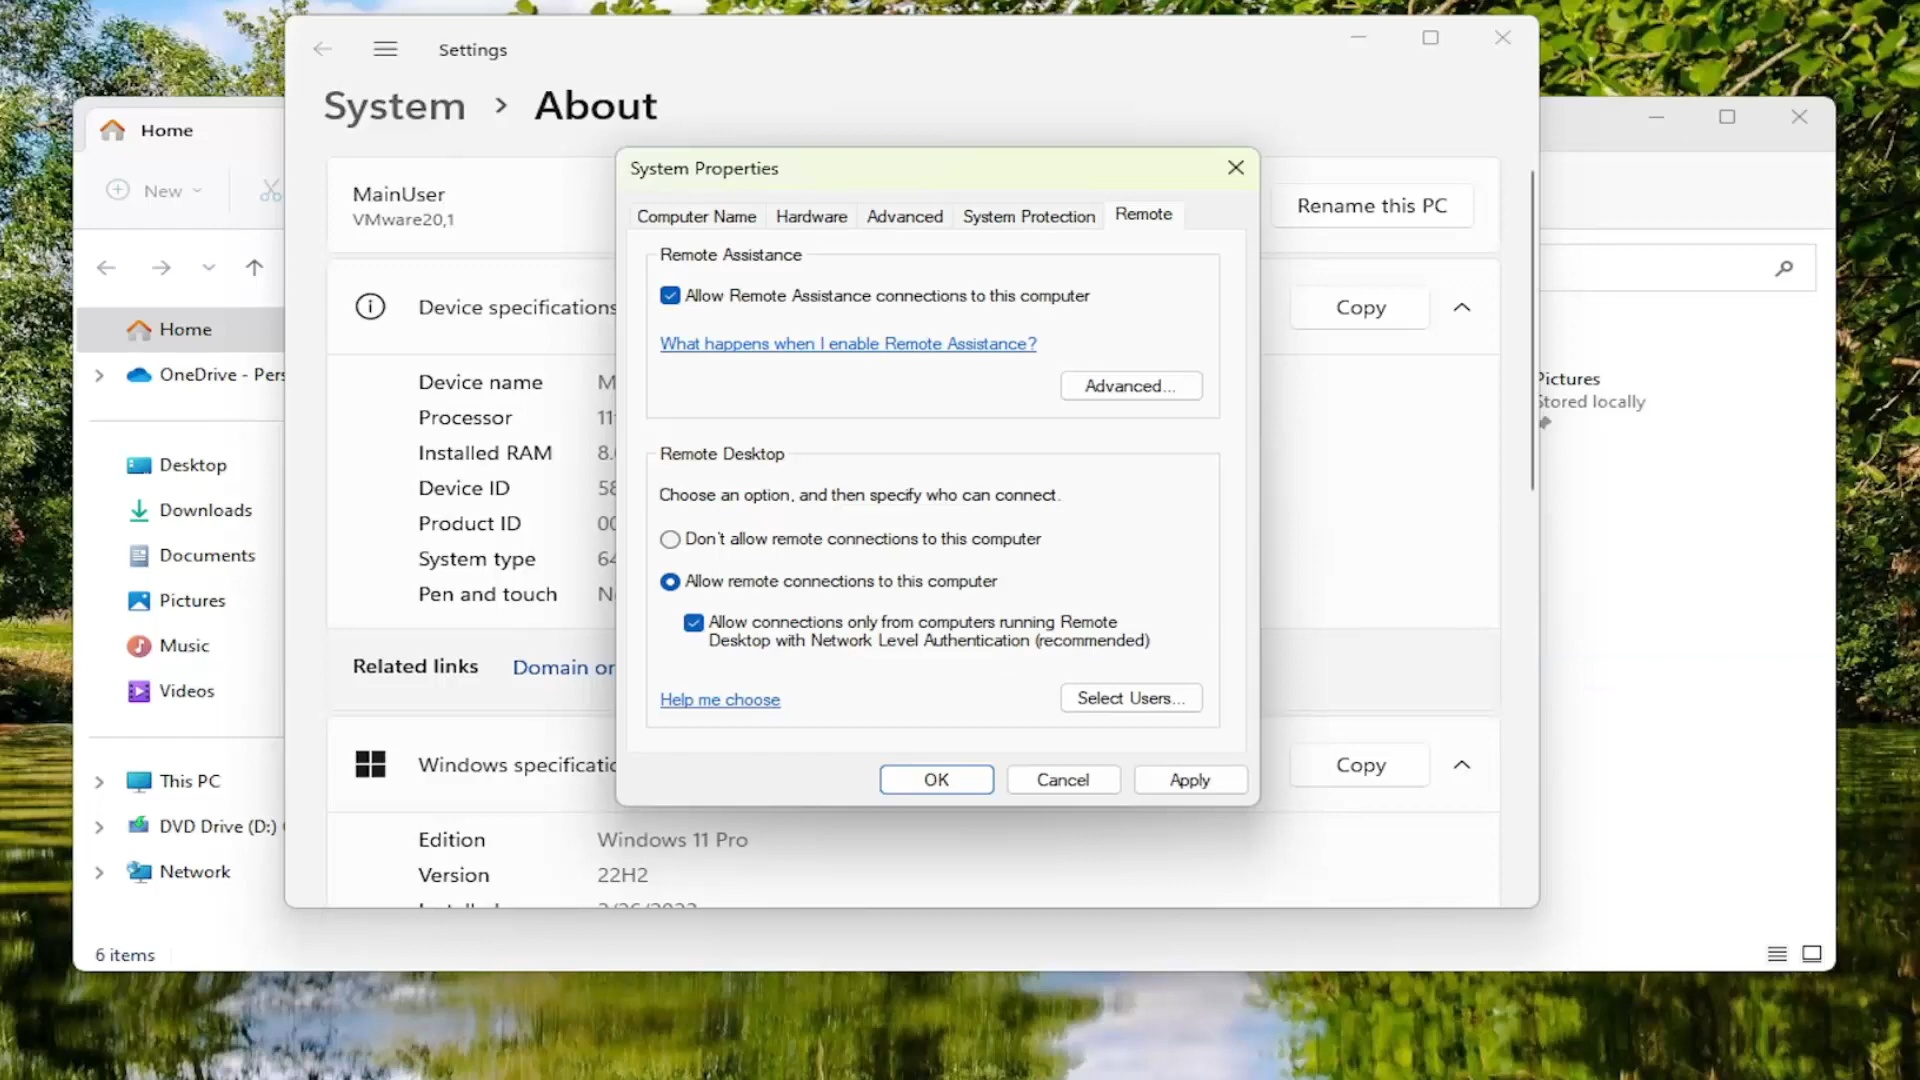 Settings
System > About
Home
New
MainUser
VMware20,1
Rename this PC
System Properties
Computer Name
Hardware
Advanced
System Protection
Remote
Remote Assistance
Allow Remote Assistance connections to this computer
What happens when I enable Remote Assistance?
Advanced...
Remote Desktop
Choose an option, and then specify who can connect.
Don't allow remote connections to this computer
Allow remote connections to this computer
Allow connections only from computers running Remote
Desktop with Network Level Authentication (recommended)
Help me choose
Select Users...
OK
Cancel
Apply
Device specifications
Copy
Device name
Processor
Installed RAM
Device ID
Product ID
System type
Pen and touch
Related links
Domain or
Windows specificatio
Copy
Edition
Windows 11 Pro
Version
22H2
Home
OneDrive - Pers
Desktop
Downloads
Documents
Pictures
Music
Videos
This PC
DVD Drive (D:)
Network
6 items
Pictures
Stored locally